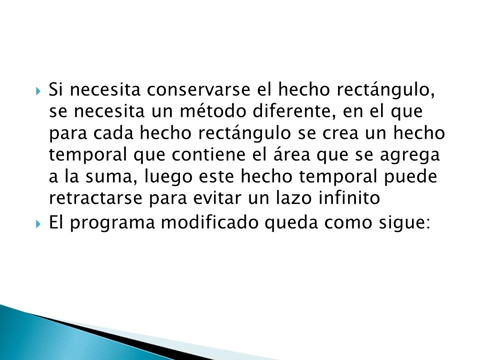 Si necesita conservarse el hecho rectángulo,
se necesita un método diferente, en el que
para cada hecho rectángulo se crea un hecho
temporal que contiene el área que se agrega
a la suma, luego este hecho temporal puede
retractarse para evitar un lazo infinito
El programa modificado queda como sigue: